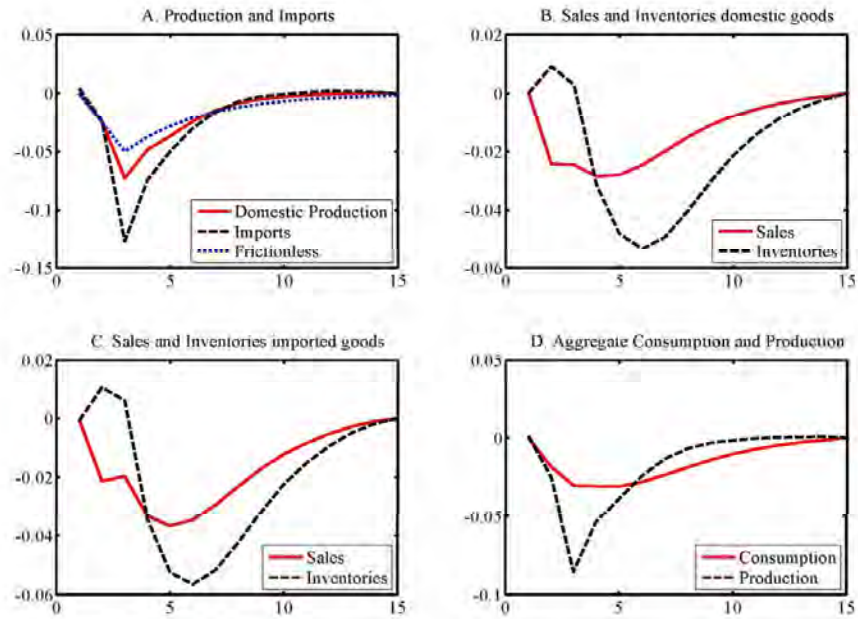 A. Production and Imports
0.05
0
-0.05
-0.1
-0.15
0
5
10
15
Domestic Production
Imports
Frictionless
B. Sales and Inventories domestic goods
0.02
0
-0.02
-0.04
-0.06
0
5
10
15
Sales
Inventories
C. Sales and Inventories imported goods
0.02
0
-0.02
-0.04
-0.06
0
5
10
15
Sales
Inventories
D. Aggregate Consumption and Production
0.05
0
-0.05
-0.1
0
5
10
15
Consumption
Production